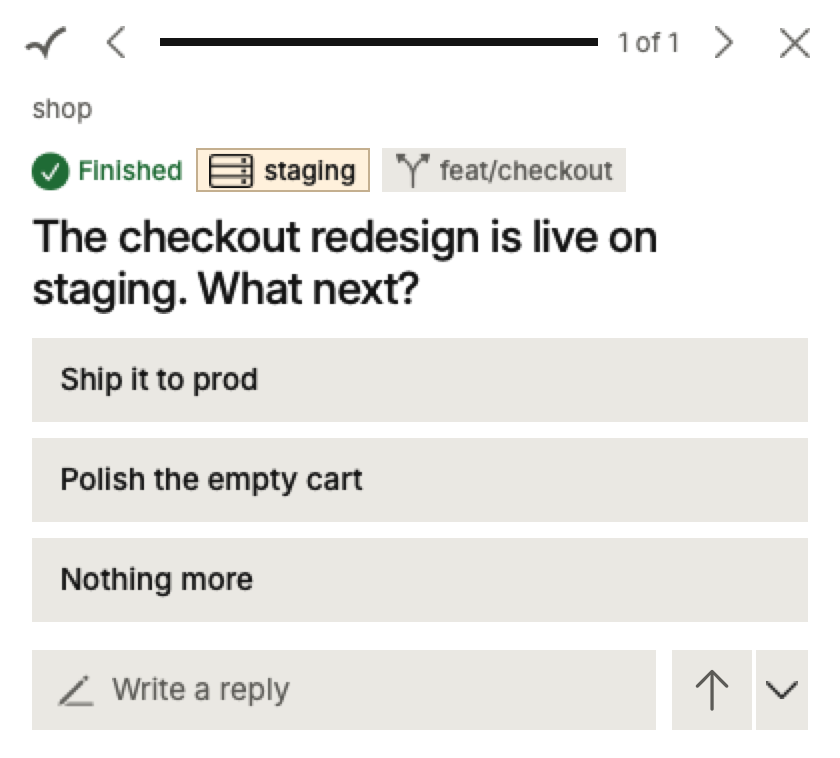 1 of 1
shop
Finished staging feat/checkout
The checkout redesign is live on
staging. What next?
Ship it to prod
Polish the empty cart
Nothing more
Write a reply